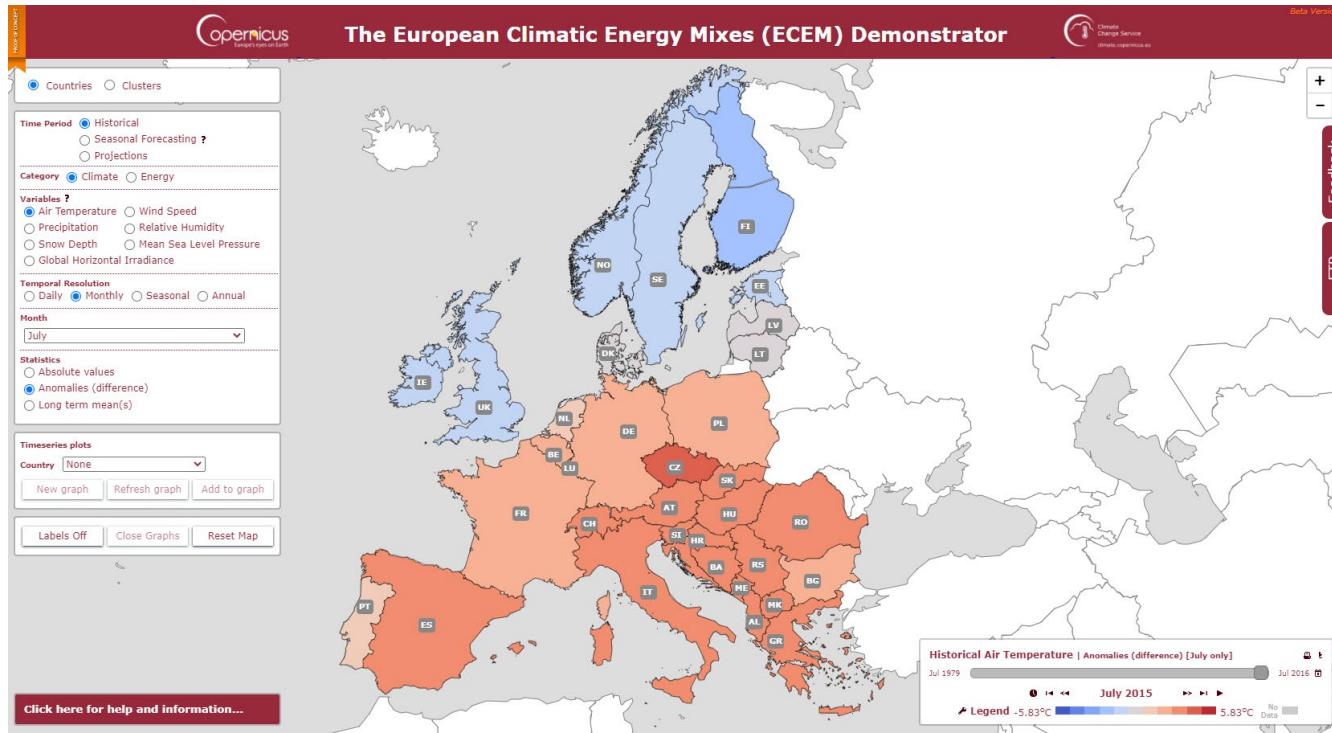 PROOF OF CONCEPT
opernicus
Europe's eyes on Earth
The European Climatic Energy Mixes (ECEM) Demonstrator
Climate
Change Service
climate.copernicus.eu
Beta Version
Countries Clusters
Time Period Historical
Seasonal Forecasting ?
Projections
Category Climate Energy
Variables ?
Air Temperature Wind Speed
Precipitation Relative Humidity
Snow Depth Mean Sea Level Pressure
Global Horizontal Irradiance
Temporal Resolution
Daily Monthly Seasonal Annual
Month
July
Statistics
Absolute values
Anomalies (difference)
Long term mean(s)
Timeseries plots
Country None
New graph Refresh graph Add to graph
Labels Off Close Graphs Reset Map
Click here for help and information...
+
−
Feedback
FI
NO
SE
EE
LV
LT
DK
IE
UK
NL
DE
PL
BE
LU
CZ
SK
FR
CH
AT
HU
RO
SI
HR
BA
RS
BG
IT
ME
MK
AL
GR
PT
ES
Historical Air Temperature | Anomalies (difference) [July only]
Jul 1979 Jul 2016
July 2015
Legend -5.83°C 5.83°C No Data